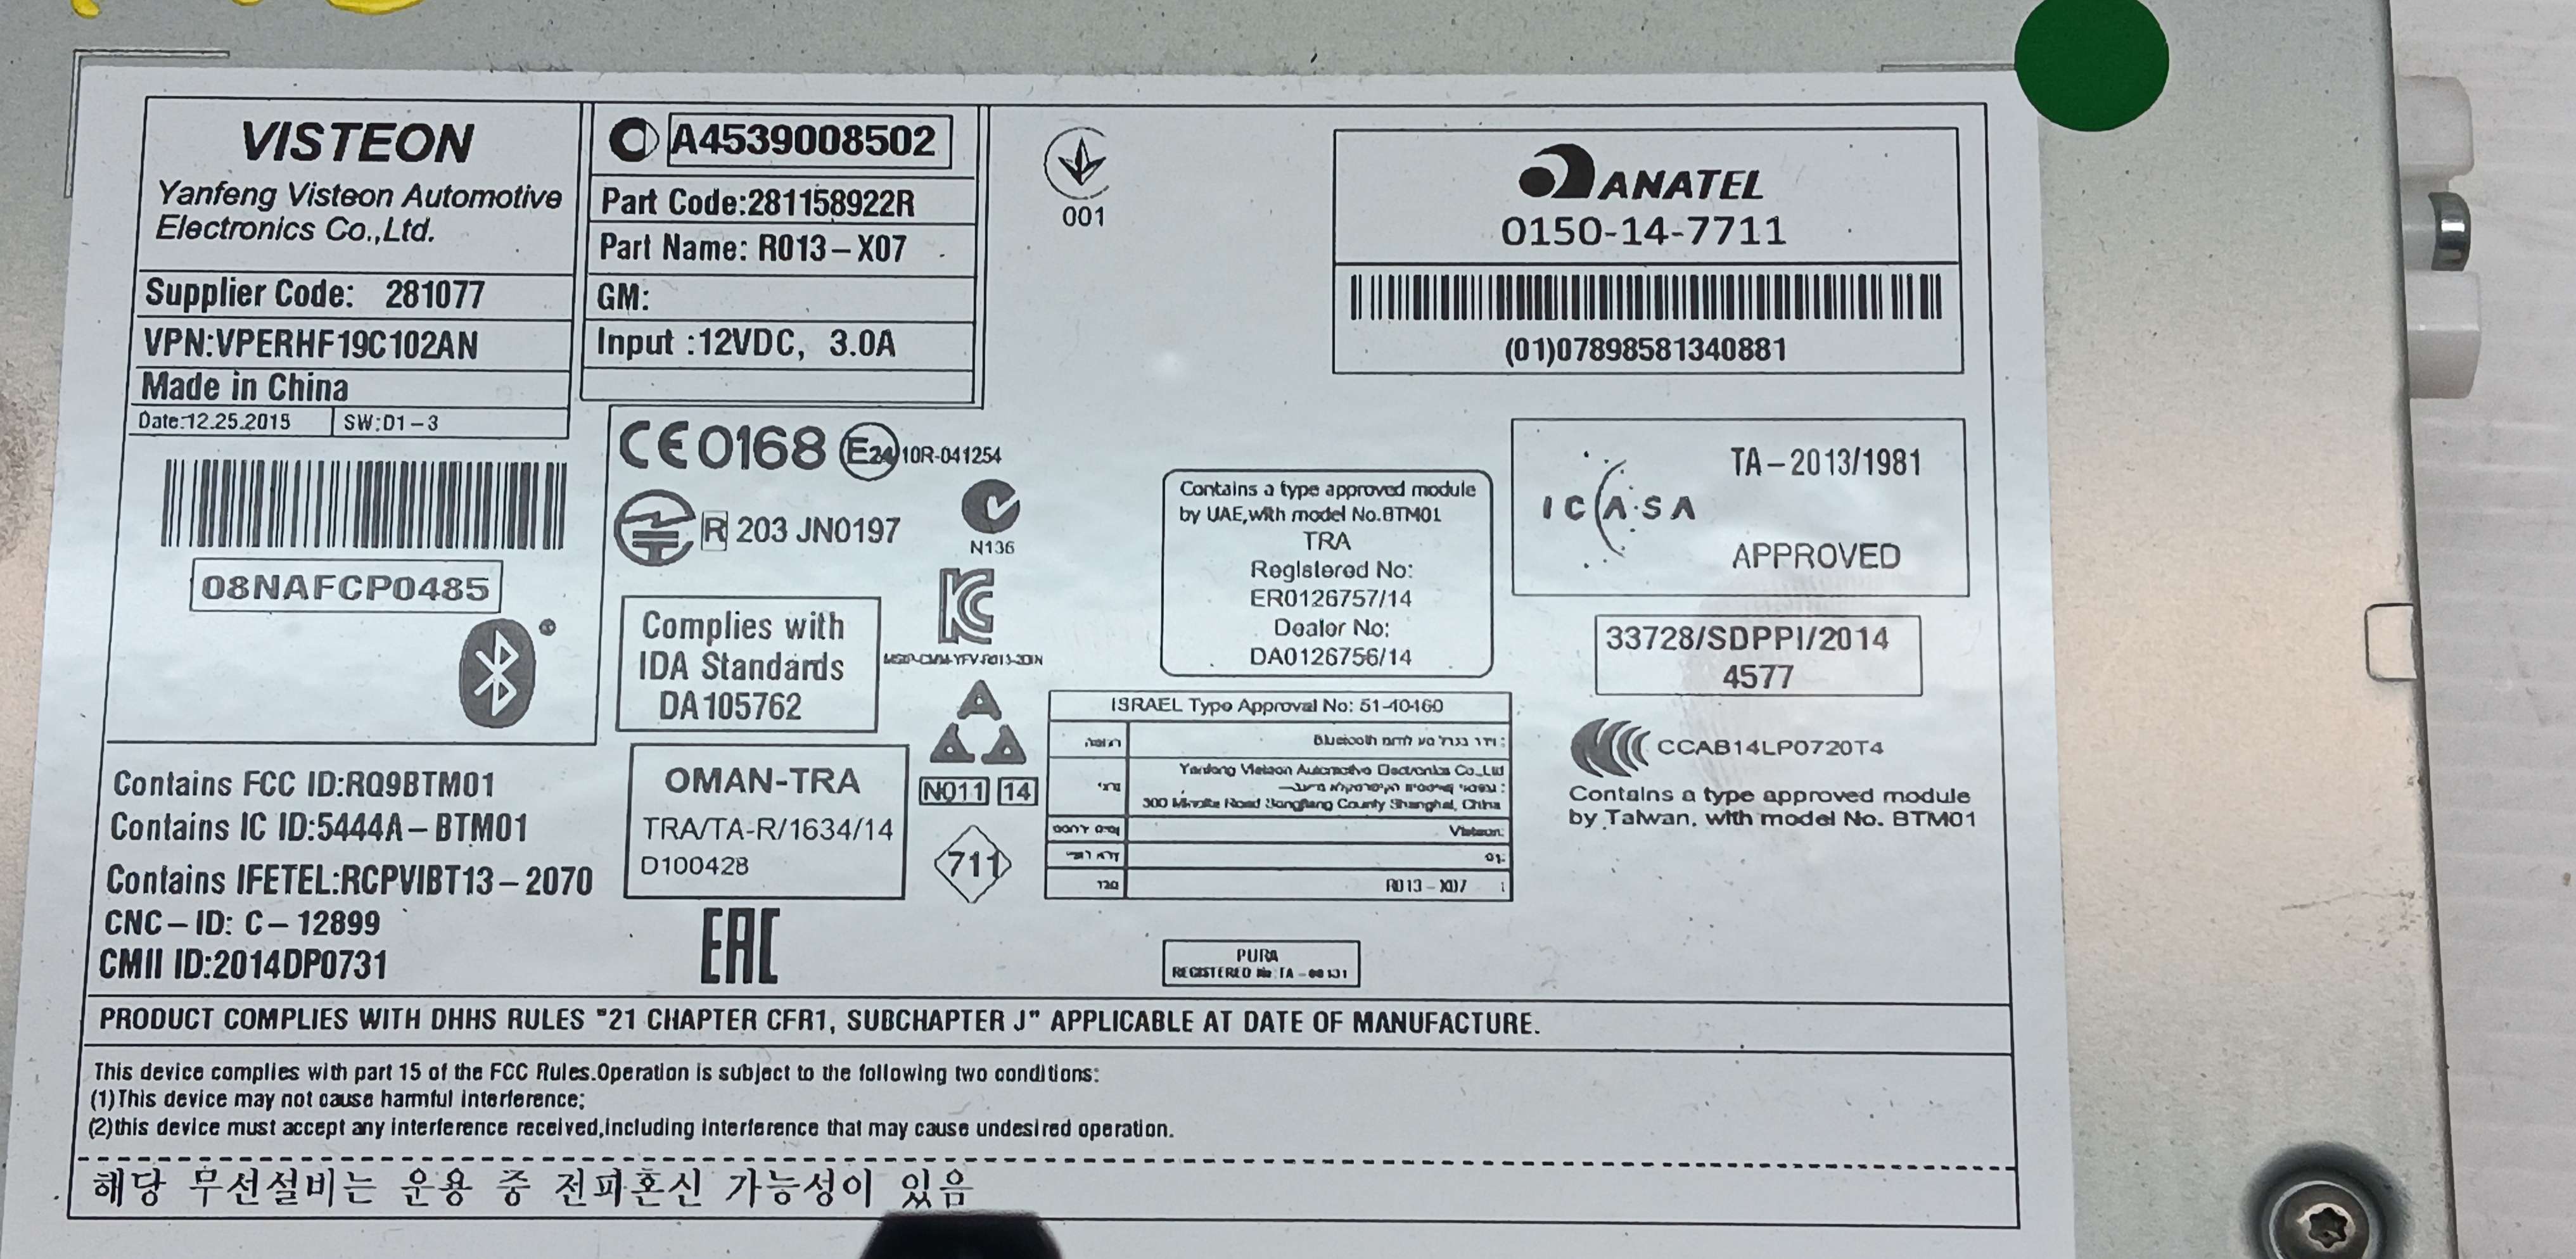 VISTEON
Yanfeng Visteon Automotive
Electronics Co.,Ltd.
Supplier Code: 281077
VPN:VPERHF19C102AN
Made in China
Date:12.25.2015 SW:D1-3
08NAFCP0485
A4539008502
Part Code:281158922R
Part Name: R013-X07
GM:
Input :12VDC, 3.0A
001
ANATEL
0150-14-7711
(01)07898581340881
CE0168 E24 10R-041254
R 203 JN0197
N136
KC
Complies with
IDA Standards
DA105762
OMAN-TRA
TRA/TA-R/1634/14
D100428
N011 14
711
EAC
Contains a type approved module
by UAE,with model No.BTM01
TRA
Registered No:
ER0126757/14
Dealer No:
DA0126756/14
ICASA
TA-2013/1981
APPROVED
33728/SDPPI/2014
4577
CCAB14LP0720T4
Contains a type approved module
by Taiwan, with model No. BTM01
ISRAEL Type Approval No: 51-40460
Bluetooth
Yanfeng Visteon Automotive Electronics Co.,Ltd
Road Jiangfiang County Shanghai, China
Visteon
R013-X07
PURA
REGISTERED No:TA-
Contains FCC ID:RQ9BTM01
Contains IC ID:5444A-BTM01
Contains IFETEL:RCPVIBT13-2070
CNC-ID: C-12899
CMII ID:2014DP0731
PRODUCT COMPLIES WITH DHHS RULES "21 CHAPTER CFR1, SUBCHAPTER J" APPLICABLE AT DATE OF MANUFACTURE.
This device complies with part 15 of the FCC Rules.Operation is subject to the following two conditions:
(1)This device may not cause harmful interference;
(2)this device must accept any interference received,including interference that may cause undesired operation.
해당 무선설비는 운용 중 전파혼신 가능성이 있음